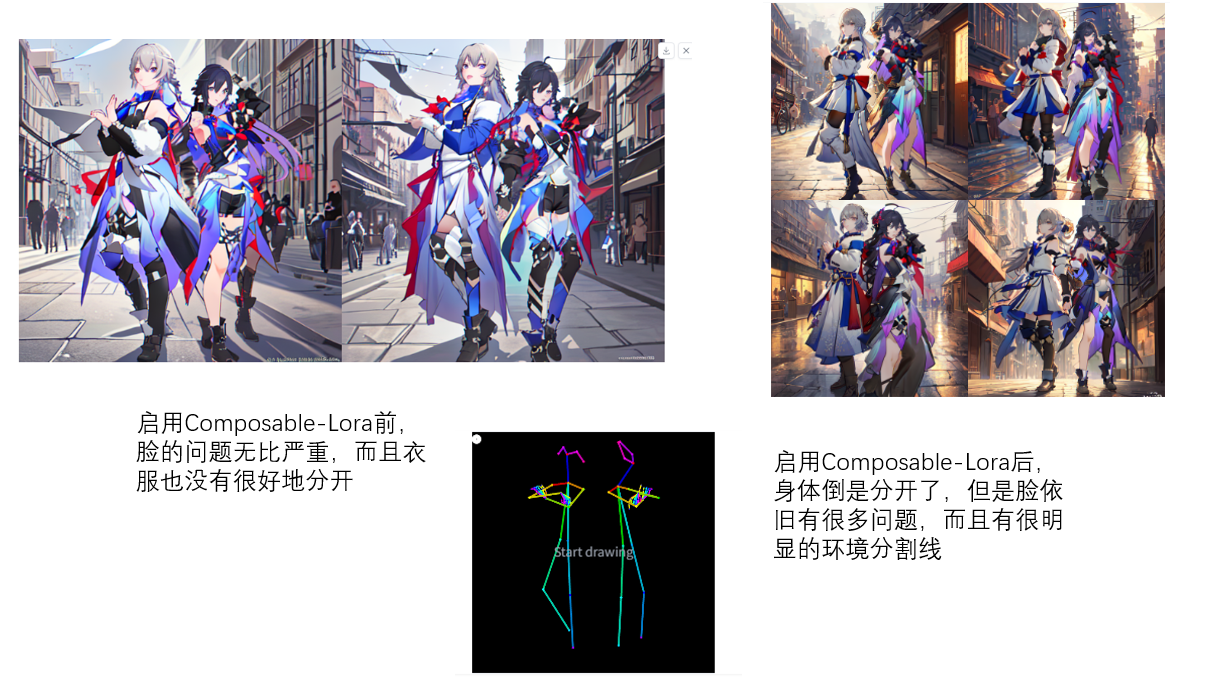 启用Composable-Lora前，
脸的问题无比严重，而且衣
服也没有很好地分开
Start drawing
启用Composable-Lora后，
身体倒是分开了，但是脸依
旧有很多问题，而且有很明
显的环境分割线